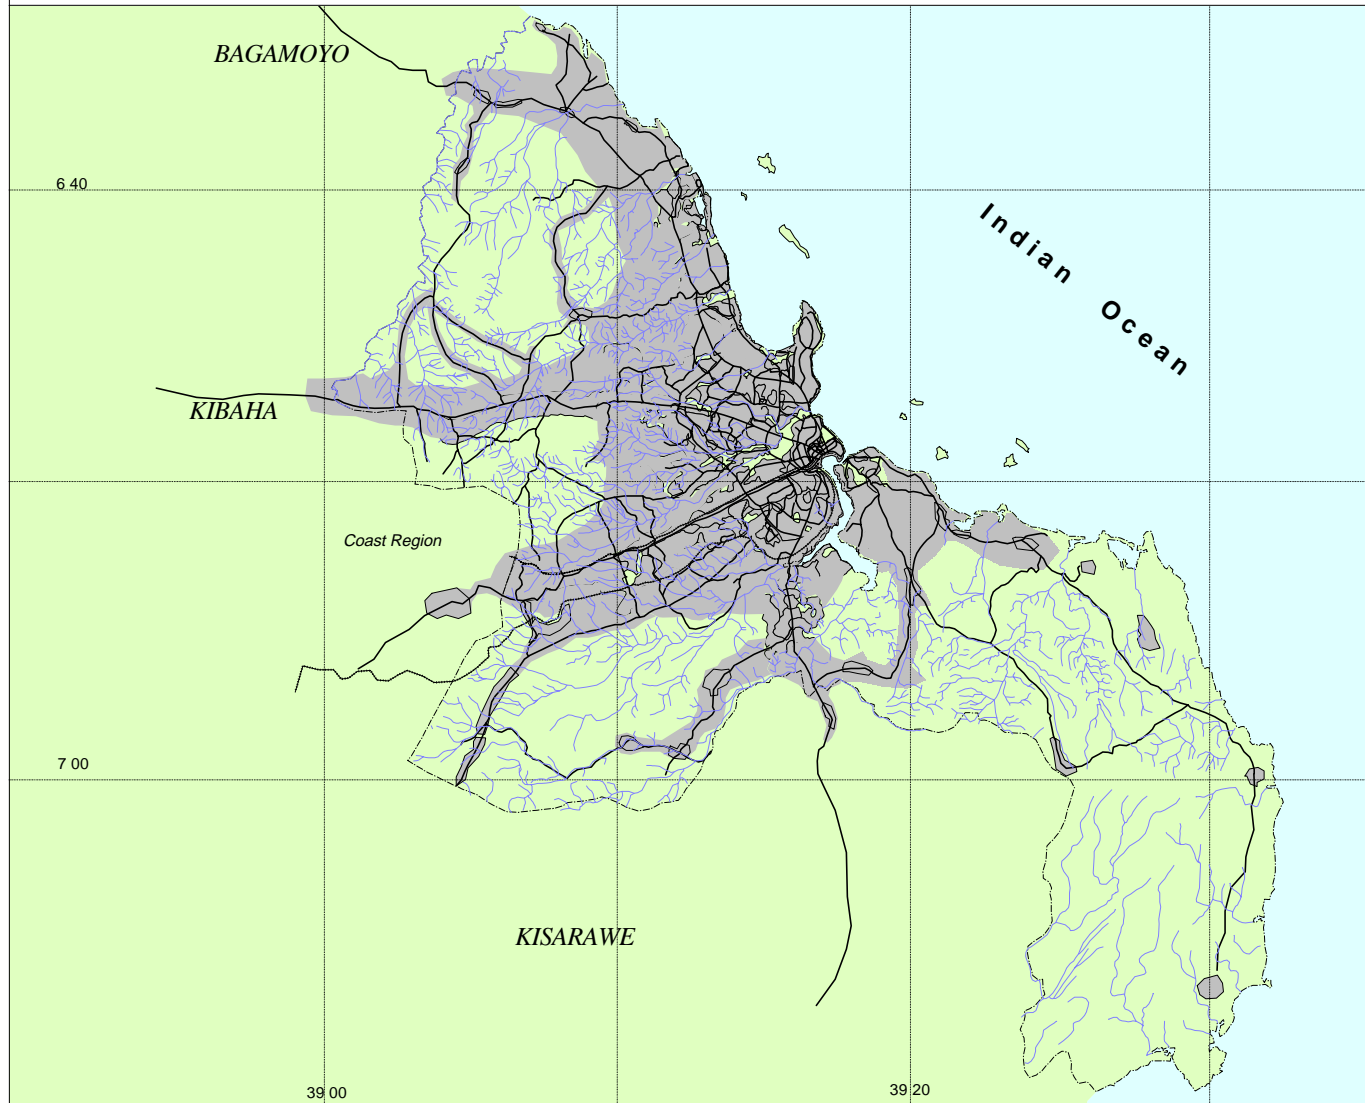 BAGAMOYO
6 40
Indian Ocean
KIBAHA
Coast Region
7 00
KISARAWE
39 00
39 20